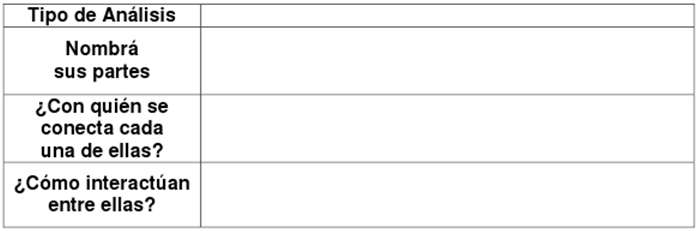 Tipo de Análisis
Nombrá
sus partes
¿Con quién se
conecta cada
una de ellas?
¿Cómo interactúan
entre ellas?